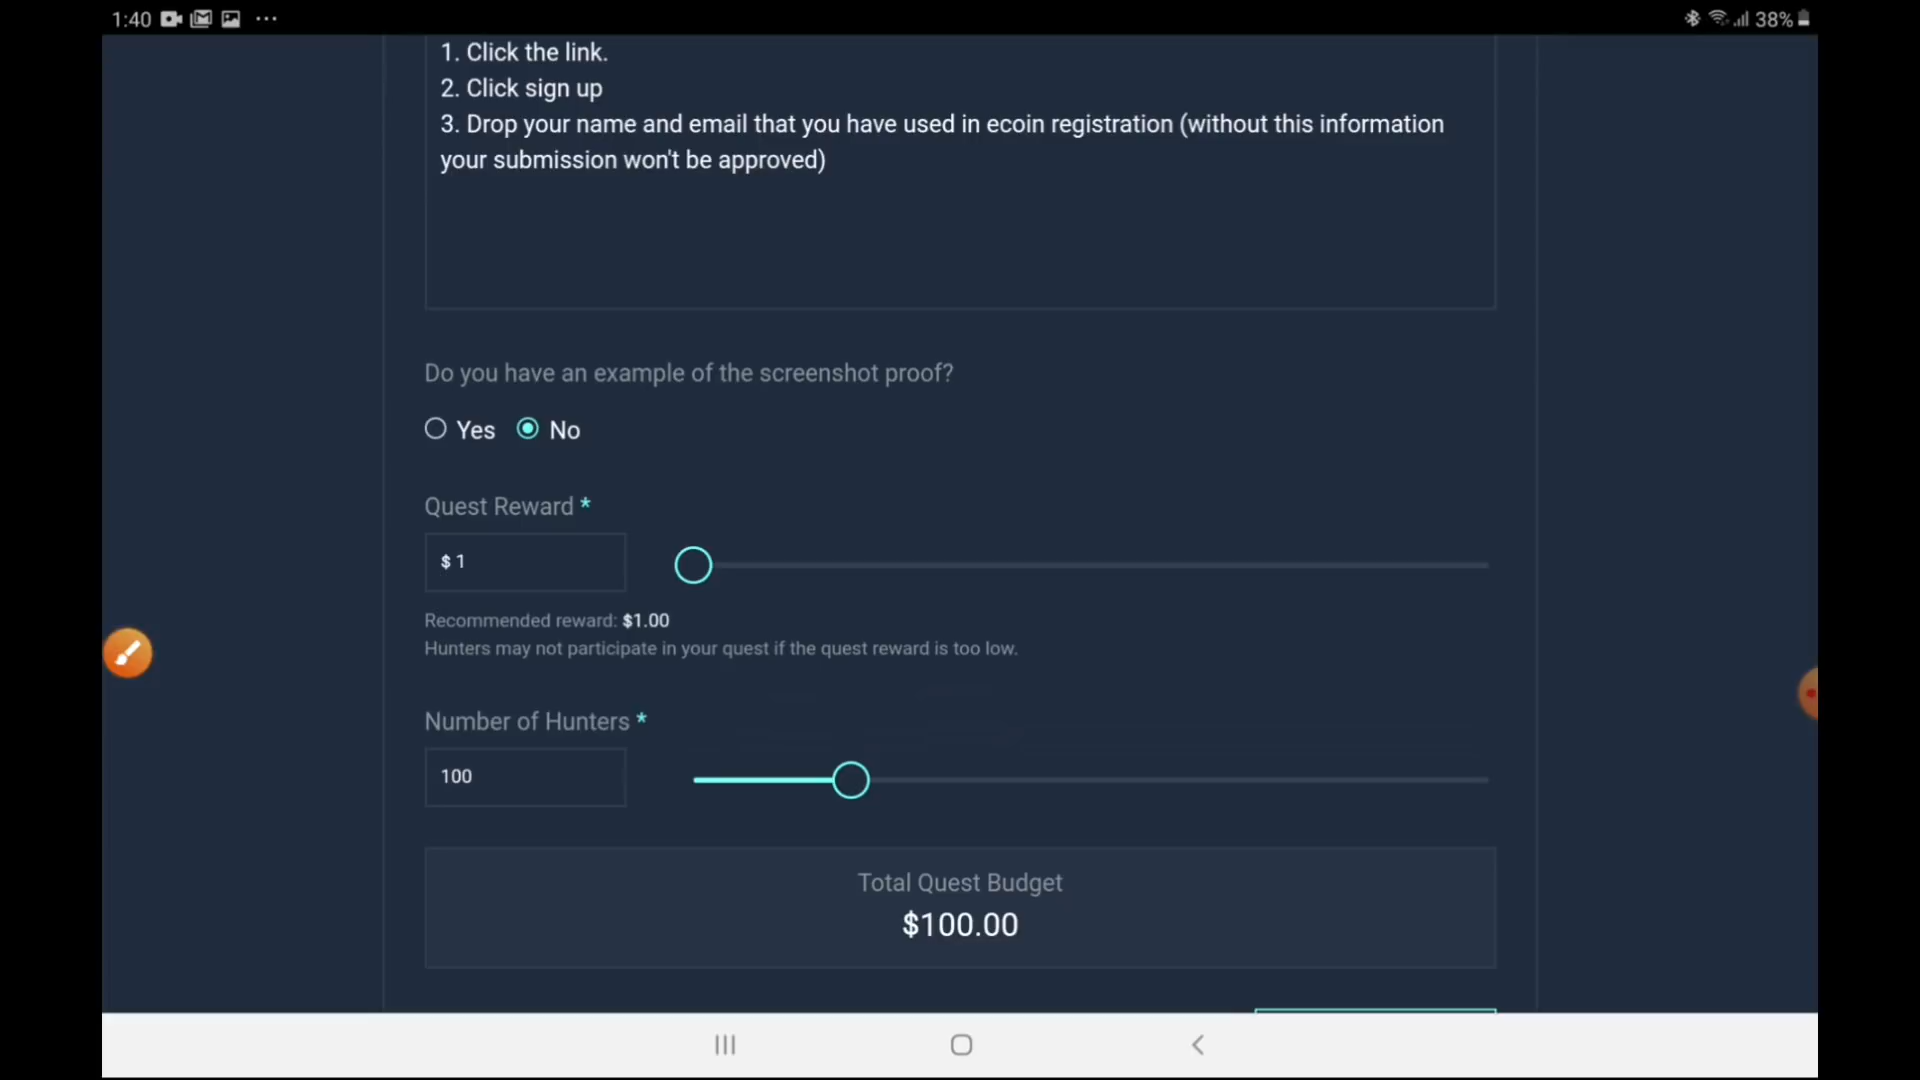 1:40 38%
1. Click the link.
2. Click sign up
3. Drop your name and email that you have used in ecoin registration (without this information
your submission won't be approved)
Do you have an example of the screenshot proof?
Yes No
Quest Reward *
$ 1
Recommended reward: $1.00
Hunters may not participate in your quest if the quest reward is too low.
Number of Hunters *
100
Total Quest Budget
$100.00